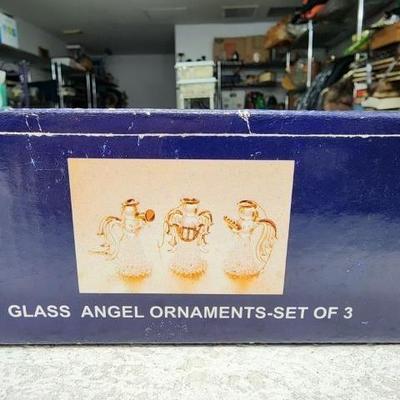 GLASS ANGEL ORNAMENTS-SET OF 3